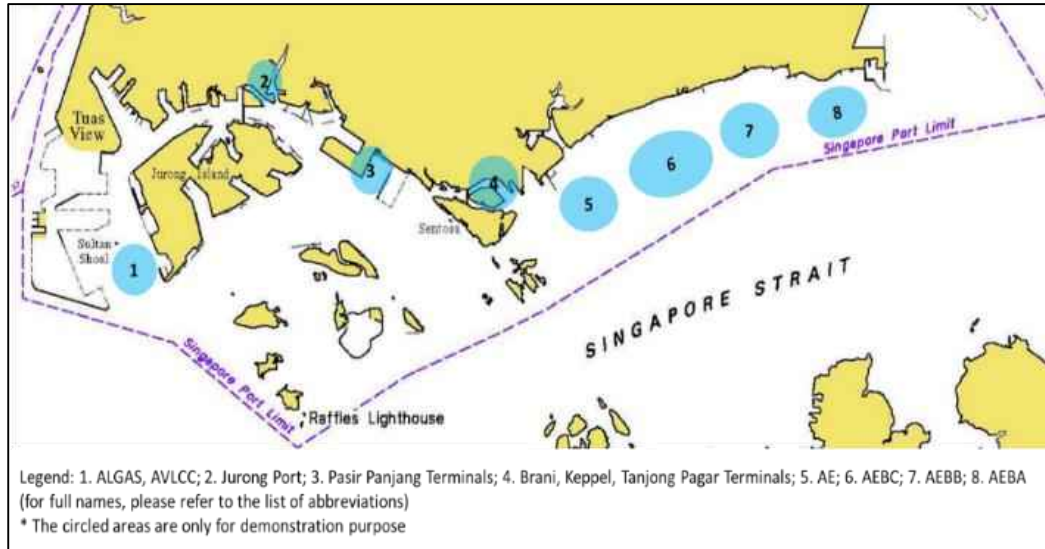 2
Tuas
View
3
Jurong Island
4
8
7
6
5
Singapore Port Limit
Sentosa
Sultan
Shoal
1
SINGAPORE STRAIT
Singapore Port Limit
Raffles Lighthouse
Legend: 1. ALGAS, AVLCC; 2. Jurong Port; 3. Pasir Panjang Terminals; 4. Brani, Keppel, Tanjong Pagar Terminals; 5. AE; 6. AEBC; 7. AEBB; 8. AEBA
(for full names, please refer to the list of abbreviations)
* The circled areas are only for demonstration purpose